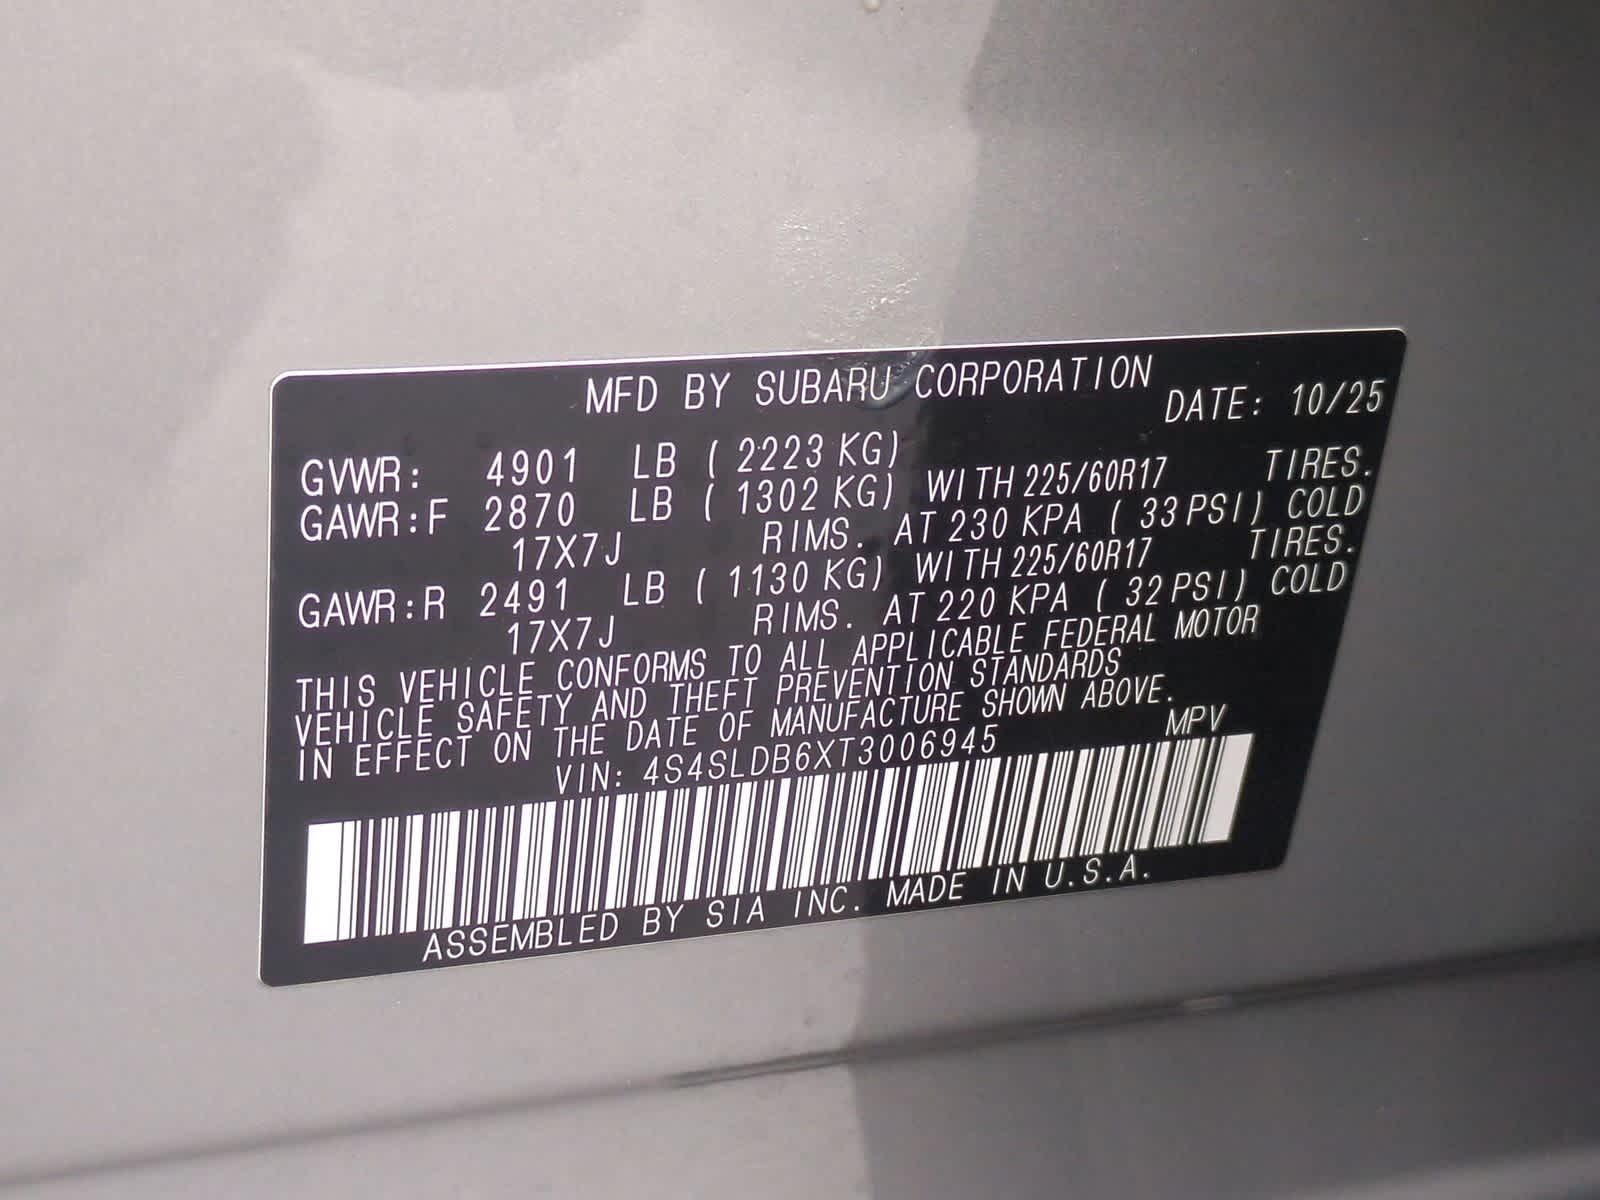 MFD BY SUBARU CORPORATION DATE: 10/25
GVWR: 4901 LB ( 2223 KG)
GAWR:F 2870 LB ( 1302 KG) WITH 225/60R17 TIRES.
17X7J RIMS. AT 230 KPA ( 33 PSI) COLD
GAWR:R 2491 LB ( 1130 KG) WITH 225/60R17 TIRES.
17X7J RIMS. AT 220 KPA ( 32 PSI) COLD
THIS VEHICLE CONFORMS TO ALL APPLICABLE FEDERAL MOTOR
VEHICLE SAFETY AND THEFT PREVENTION STANDARDS
IN EFFECT ON THE DATE OF MANUFACTURE SHOWN ABOVE.
VIN: 4S4SLDB6XT3006945 MPV
ASSEMBLED BY SIA INC. MADE IN U.S.A.